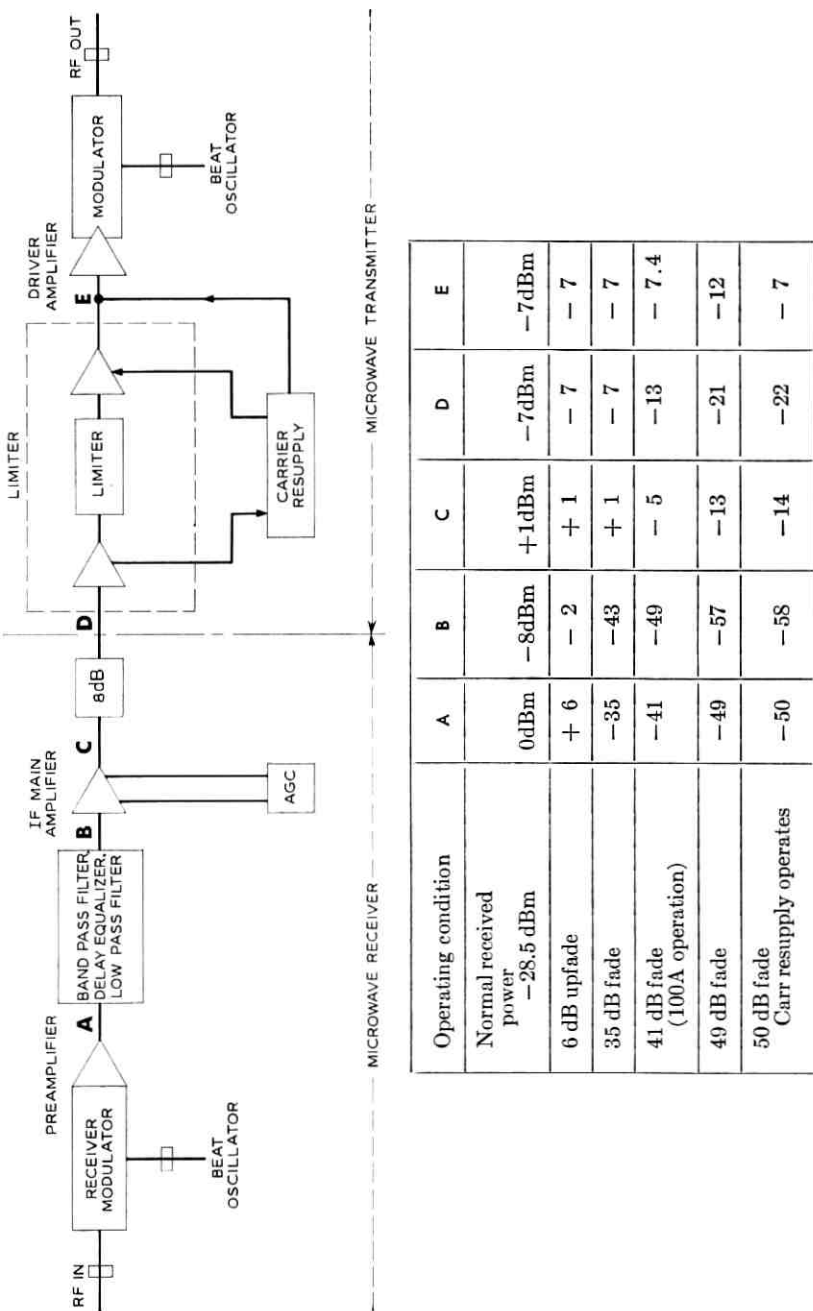 RF IN
RECEIVER
MODULATOR
BEAT
OSCILLATOR
PREAMPLIFIER
A
BAND PASS FILTER,
DELAY EQUALIZER,
LOW PASS FILTER
B
IF MAIN
AMPLIFIER
AGC
C
8dB
D
LIMITER
LIMITER
CARRIER
RESUPPLY
E
DRIVER
AMPLIFIER
MODULATOR
BEAT
OSCILLATOR
RF OUT
MICROWAVE RECEIVER
MICROWAVE TRANSMITTER
Operating condition A B C D E
Normal received
power
−28.5 dBm 0dBm −8dBm +1dBm −7dBm −7dBm
6 dB upfade + 6 − 2 + 1 − 7 − 7
35 dB fade −35 −43 + 1 − 7 − 7
41 dB fade
(100A operation) −41 −49 − 5 −13 − 7.4
49 dB fade −49 −57 −13 −21 −12
50 dB fade
Carr resupply operates −50 −58 −14 −22 − 7